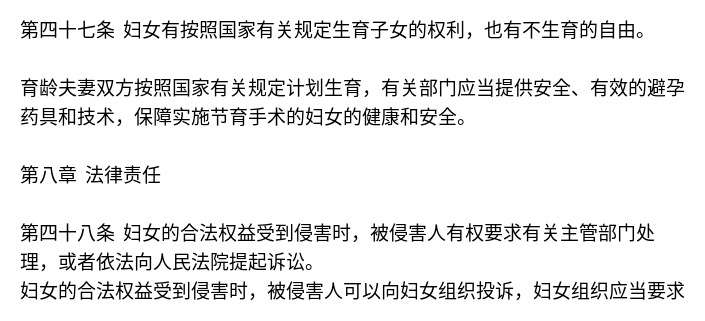 第四十七条 妇女有按照国家有关规定生育子女的权利，也有不生育的自由。
育龄夫妻双方按照国家有关规定计划生育，有关部门应当提供安全、有效的避孕
药具和技术，保障实施节育手术的妇女的健康和安全。
第八章 法律责任
第四十八条 妇女的合法权益受到侵害时，被侵害人有权要求有关主管部门处
理，或者依法向人民法院提起诉讼。
妇女的合法权益受到侵害时，被侵害人可以向妇女组织投诉，妇女组织应当要求